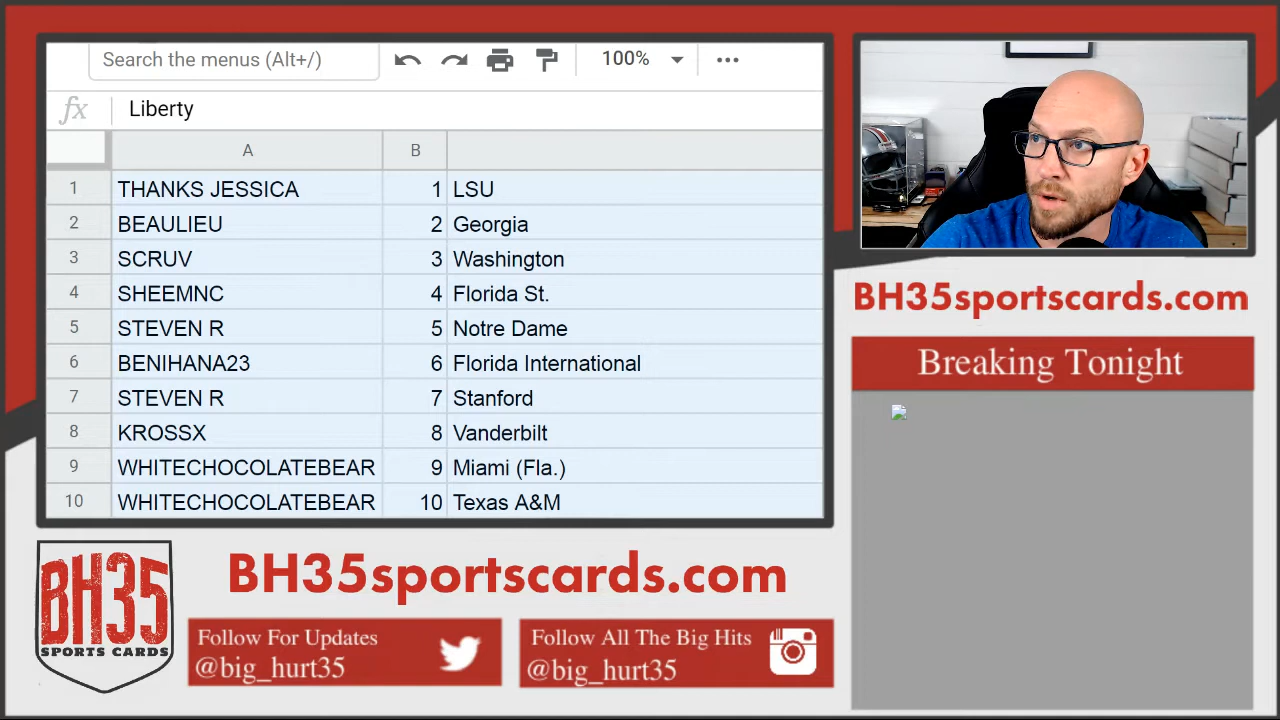 Search the menus (Alt+/)
100%
fx Liberty
A B
1 THANKS JESSICA 1 LSU
2 BEAULIEU 2 Georgia
3 SCRUV 3 Washington
4 SHEEMNC 4 Florida St.
5 STEVEN R 5 Notre Dame
6 BENIHANA23 6 Florida International
7 STEVEN R 7 Stanford
8 KROSSX 8 Vanderbilt
9 WHITECHOCOLATEBEAR 9 Miami (Fla.)
10 WHITECHOCOLATEBEAR 10 Texas A&M
BH35sportscards.com
Breaking Tonight
BH35
SPORTS CARDS
BH35sportscards.com
Follow For Updates
@big_hurt35
Follow All The Big Hits
@big_hurt35